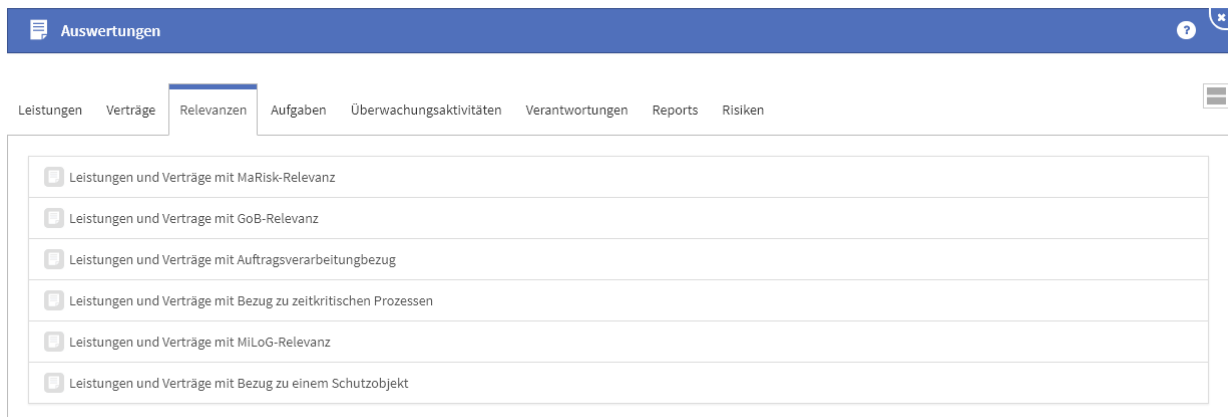 Auswertungen
Leistungen Verträge Relevanzen Aufgaben Überwachungsaktivitäten Verantwortungen Reports Risiken
Leistungen und Verträge mit MaRisk-Relevanz
Leistungen und Vertrage mit GoB-Relevanz
Leistungen und Verträge mit Auftragsverarbeitungbezug
Leistungen und Verträge mit Bezug zu zeitkritischen Prozessen
Leistungen und Verträge mit MiLoG-Relevanz
Leistungen und Verträge mit Bezug zu einem Schutzobjekt